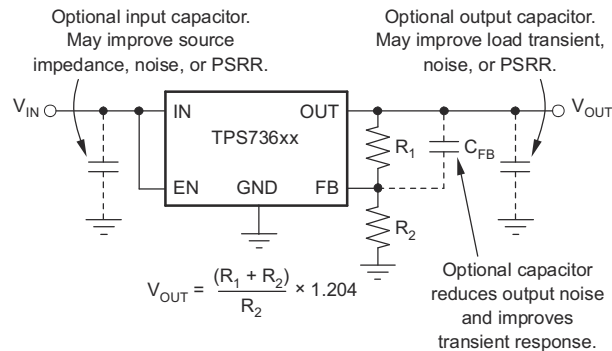 Optional input capacitor.
May improve source
impedance, noise, or PSRR.
Optional output capacitor.
May improve load transient,
noise, or PSRR.
V_IN
IN
OUT
V_OUT
TPS736xx
R_1
C_FB
EN
GND
FB
R_2
V_OUT = (R_1 + R_2) / R_2 × 1.204
Optional capacitor
reduces output noise
and improves
transient response.